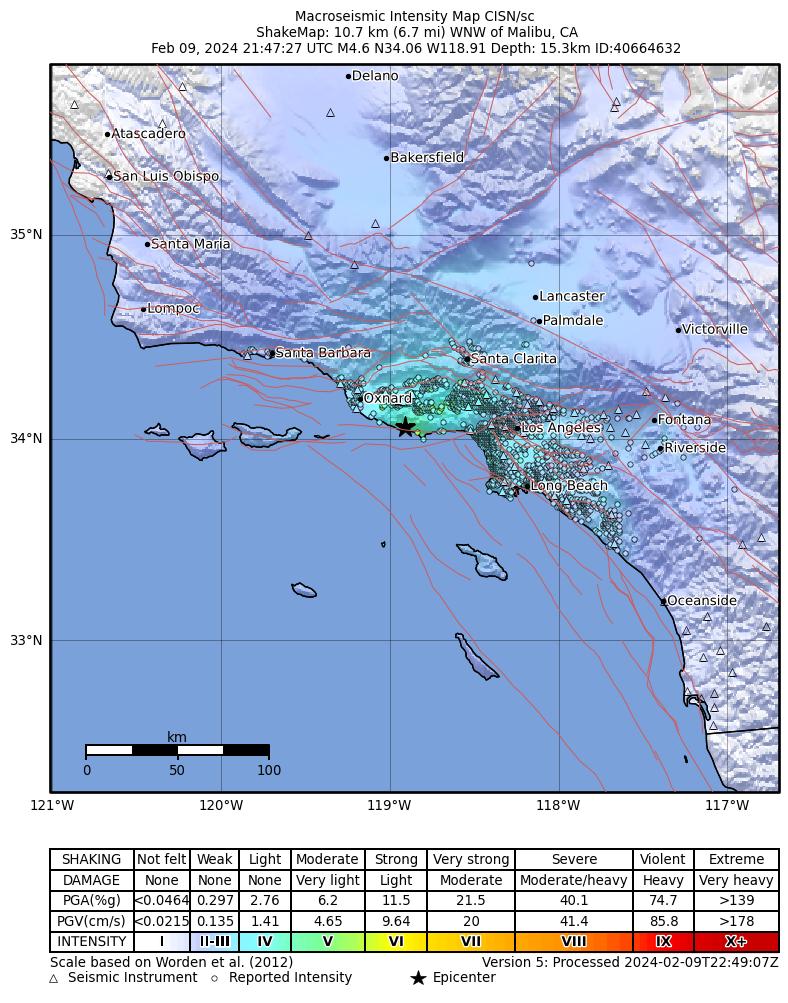 Macroseismic Intensity Map CISN/sc
ShakeMap: 10.7 km (6.7 mi) WNW of Malibu, CA
Feb 09, 2024 21:47:27 UTC M4.6 N34.06 W118.91 Depth: 15.3km ID:40664632
Delano
Atascadero
Bakersfield
San Luis Obispo
35°N
Santa Maria
Lancaster
Lompoc
Palmdale
Victorville
Santa Barbara
Santa Clarita
Oxnard
Fontana
Los Angeles
34°N
Riverside
Long Beach
Oceanside
33°N
km
0 50 100
121°W 120°W 119°W 118°W 117°W
SHAKING Not felt Weak Light Moderate Strong Very strong Severe Violent Extreme
DAMAGE None None None Very light Light Moderate Moderate/heavy Heavy Very heavy
PGA(%g) <0.0464 0.297 2.76 6.2 11.5 21.5 40.1 74.7 >139
PGV(cm/s) <0.0215 0.135 1.41 4.65 9.64 20 41.4 85.8 >178
INTENSITY I II-III IV V VI VII VIII IX X+
Scale based on Worden et al. (2012) Version 5: Processed 2024-02-09T22:49:07Z
Seismic Instrument Reported Intensity Epicenter